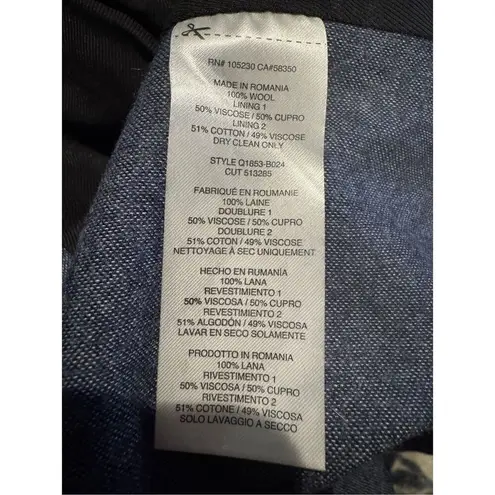 RN# 105230 CA#58350
MADE IN ROMANIA
100% WOOL
LINING 1
50% VISCOSE / 50% CUPRO
LINING 2
51% COTTON / 49% VISCOSE
DRY CLEAN ONLY
STYLE Q1853-B024
CUT 513285
FABRIQUÉ EN ROUMANIE
100% LAINE
DOUBLURE 1
50% VISCOSE / 50% CUPRO
DOUBLURE 2
51% COTON / 49% VISCOSE
NETTOYAGE À SEC UNIQUEMENT
HECHO EN RUMANÍA
100% LANA
REVESTIMIENTO 1
50% VISCOSA / 50% CUPRO
REVESTIMIENTO 2
51% ALGODÓN / 49% VISCOSA
LAVAR EN SECO SOLAMENTE
PRODOTTO IN ROMANIA
100% LANA
RIVESTIMENTO 1
50% VISCOSA / 50% CUPRO
RIVESTIMENTO 2
51% COTONE / 49% VISCOSA
SOLO LAVAGGIO A SECCO